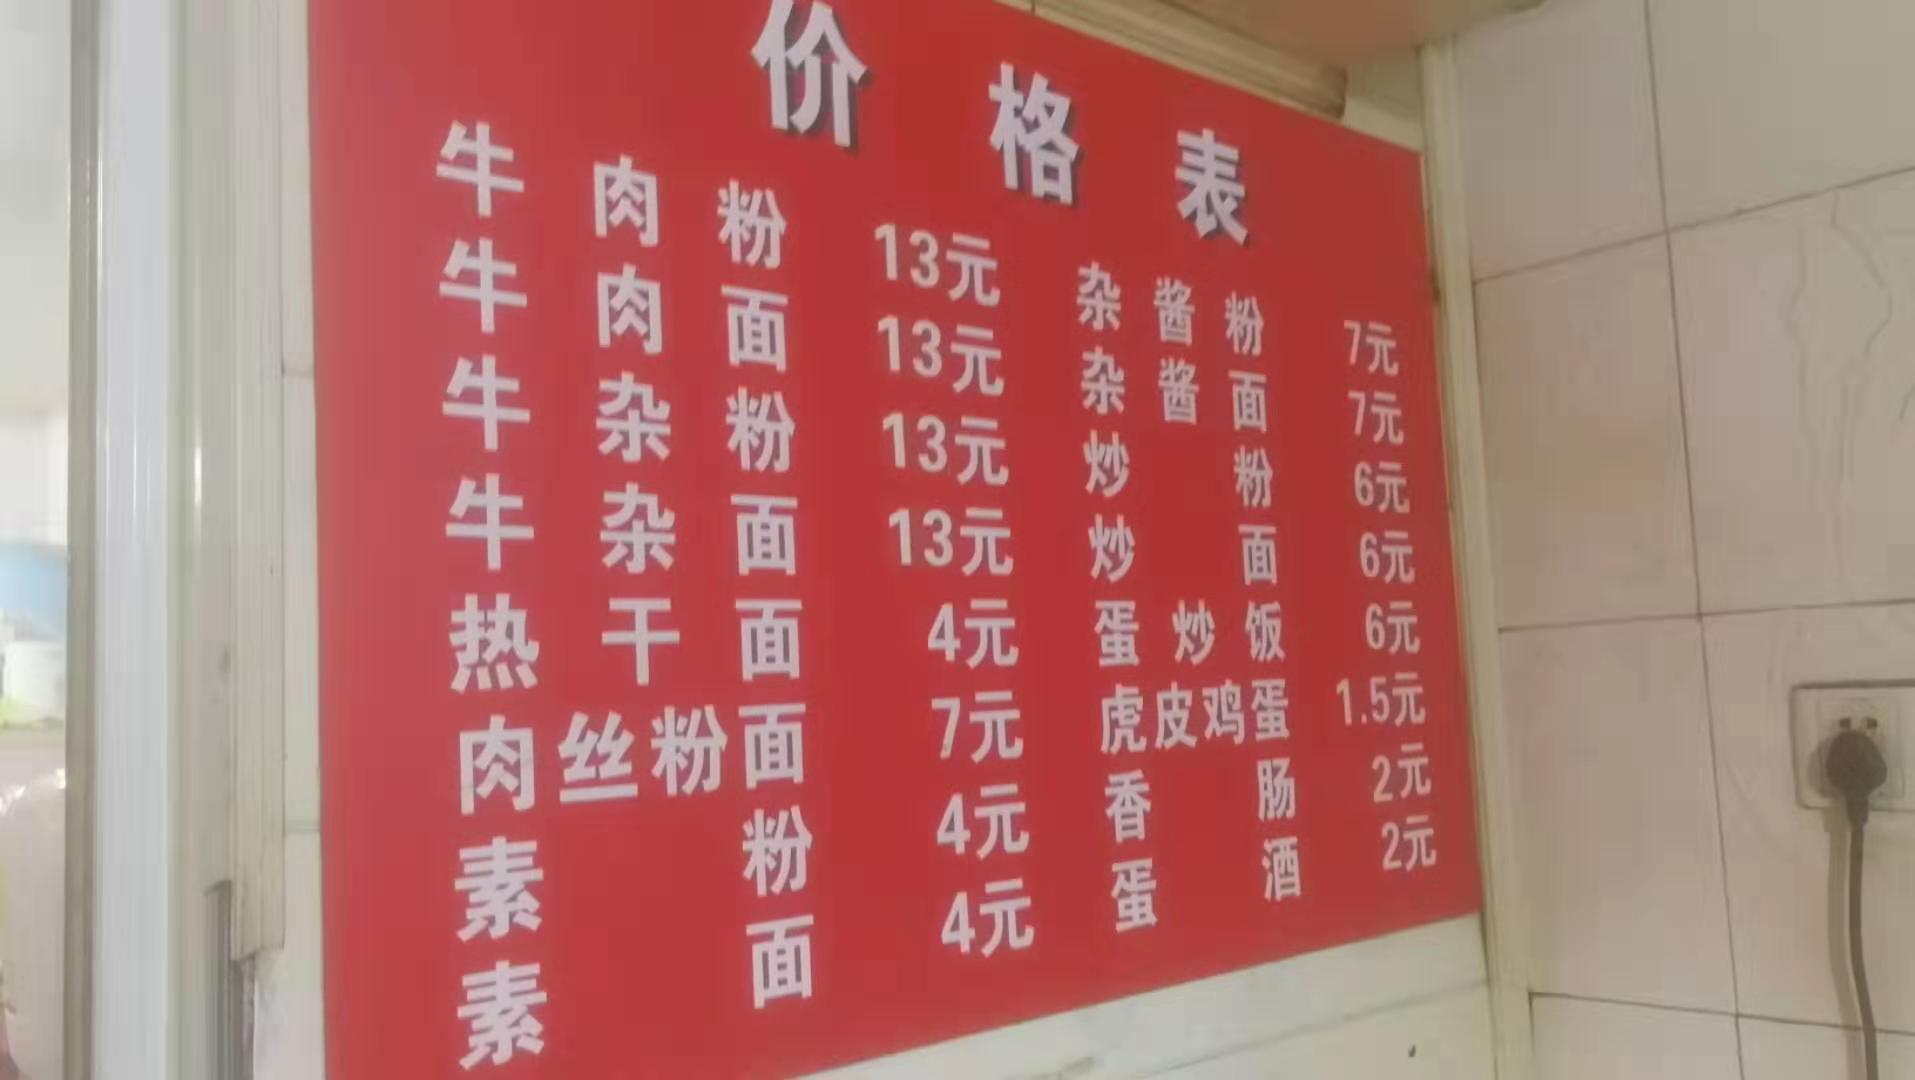 价格表
牛肉粉 13元
牛肉面 13元
牛杂粉 13元
牛杂面 13元
热干面 4元
肉丝粉面 7元
素粉 4元
素面 4元
杂酱粉 7元
杂酱面 7元
炒粉 6元
炒面 6元
蛋炒饭 6元
虎皮鸡蛋 1.5元
香肠 2元
蛋酒 2元